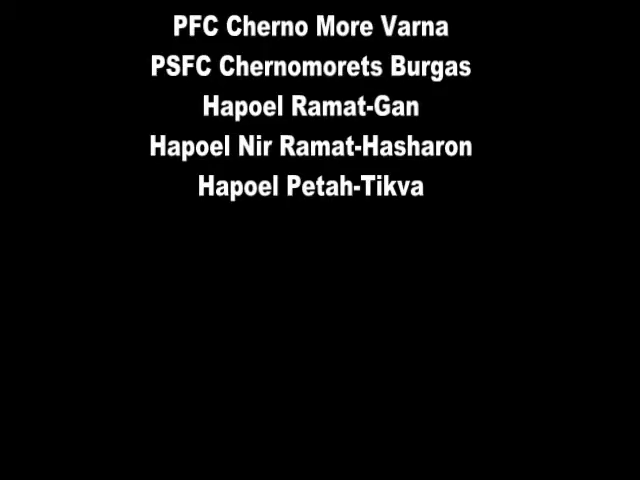 PFC Cherno More Varna
PSFC Chernomorets Burgas
Hapoel Ramat-Gan
Hapoel Nir Ramat-Hasharon
Hapoel Petah-Tikva